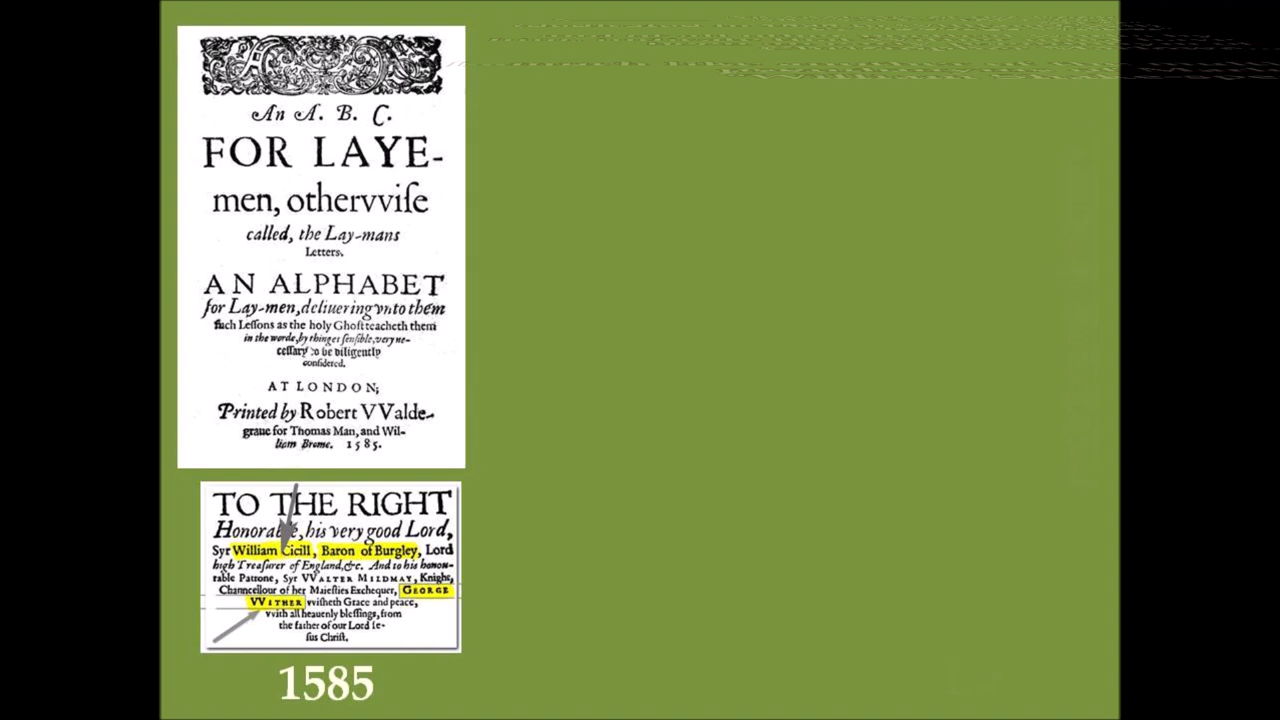 An A. B. C.
FOR LAYE-
men, othervviſe
called, the Lay-mans
Letters.
AN ALPHABET
for Lay-men, deliuering vnto them
ſuch Leſſons as the holy Ghoſt teacheth them
in the worde, by thinges ſenſible, very ne-
ceſſary to be diligently
conſidered.
AT LONDON;
Printed by Robert VValde-
graue for Thomas Man, and Wil-
liam Brome. 1585.
TO THE RIGHT
Honorable, his very good Lord,
Syr William Cicill, Baron of Burgley, Lord
high Treaſurer of England, &c. And to his honou-
rable Patrone, Syr VVALTER MILDMAY, Knight,
Channcellour of her Maieſties Exchequer, GEORGE
VVITHER vviſheth Grace and peace,
vvith all heauenly bleſsings, from
the father of our Lord Ie-
ſus Chriſt.
1585